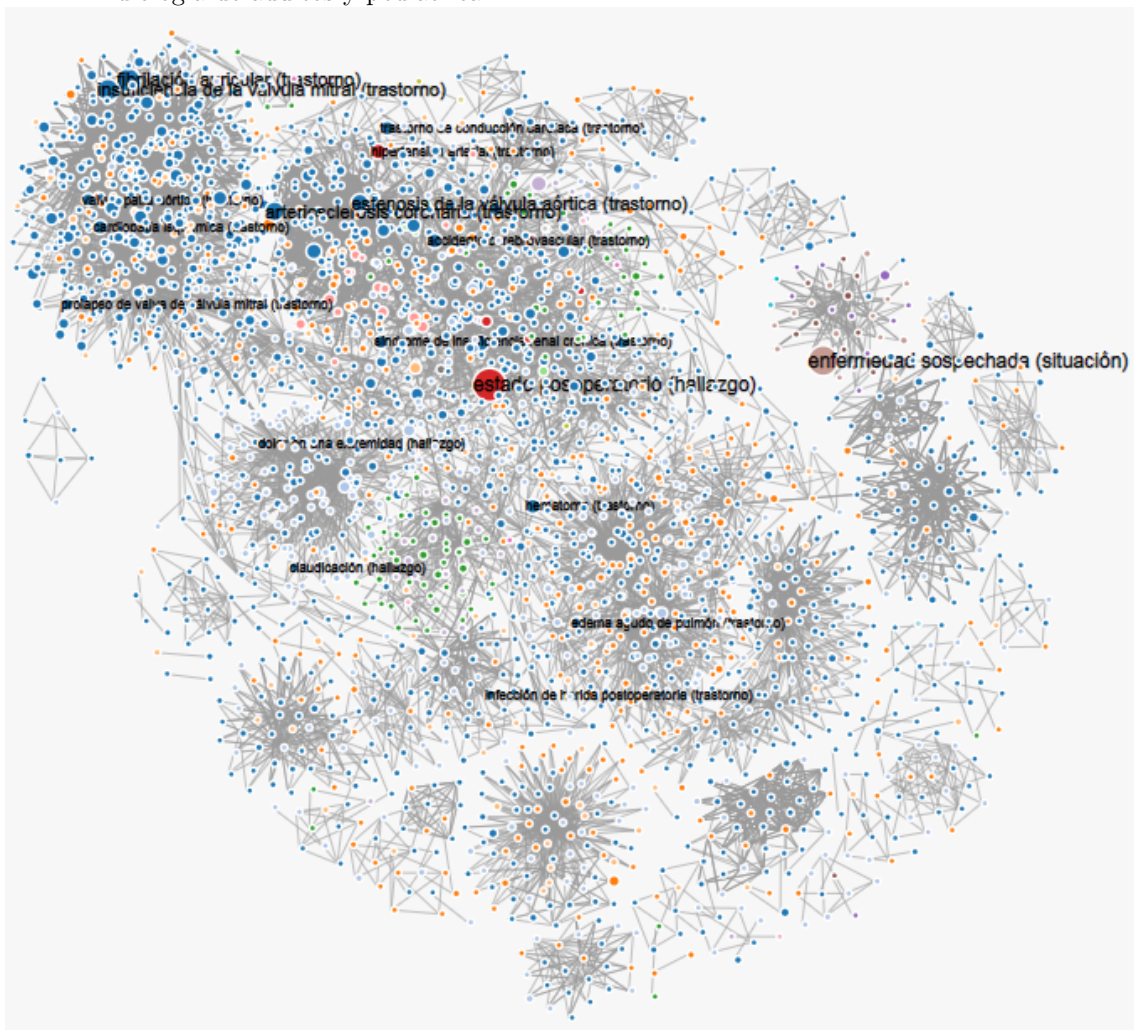 fibrilación auricular (trastorno)
insuficiencia de la válvula mitral (trastorno)
trastorno de conducción cardíaca (trastorno)
hipertensión arterial (trastorno)
estenosis de la válvula aórtica (trastorno)
arteriosclerosis coronaria (trastorno)
cardiopatía isquémica (trastorno)
accidente cerebrovascular (trastorno)
prolapso de valva de válvula mitral (trastorno)
síndrome de insuficiencia renal crónica (trastorno)
enfermedad sospechada (situación)
estado posoperatorio (hallazgo)
dolor en una extremidad (hallazgo)
hematoma (trastorno)
claudicación (hallazgo)
edema agudo de pulmón (trastorno)
infección de herida postoperatoria (trastorno)